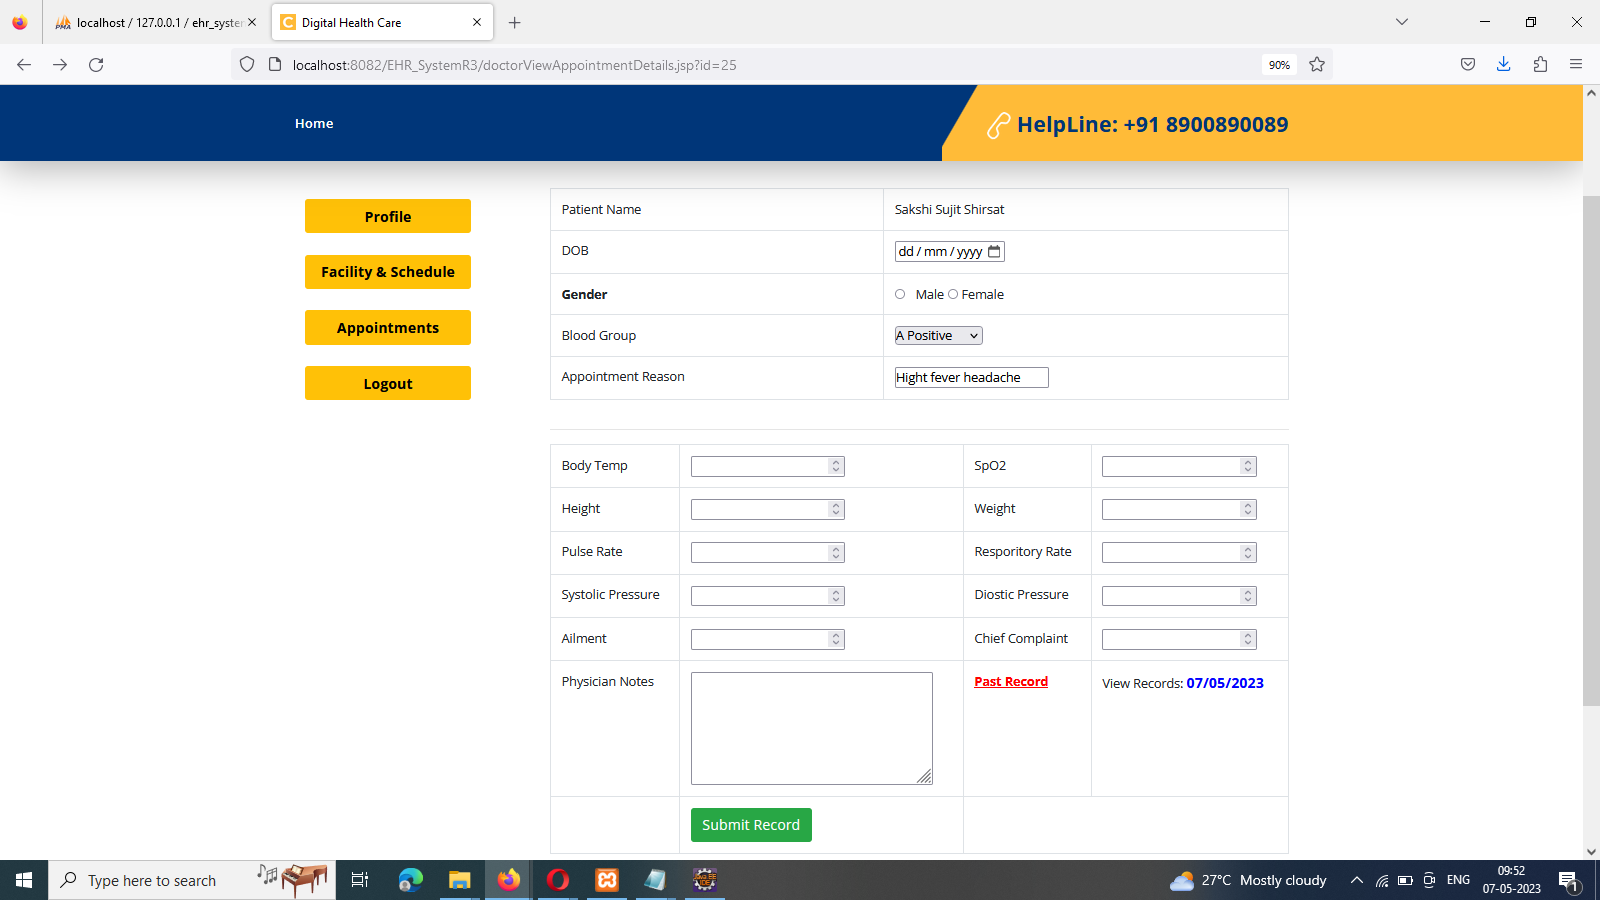 localhost / 127.0.0.1 / ehr_syster
Digital Health Care
localhost:8082/EHR_SystemR3/doctorViewAppointmentDetails.jsp?id=25
90%
Home
HelpLine: +91 8900890089
Profile
Facility & Schedule
Appointments
Logout
Patient Name
Sakshi Sujit Shirsat
DOB
dd / mm / yyyy
Gender
Male Female
Blood Group
A Positive
Appointment Reason
Hight fever headache
Body Temp
SpO2
Height
Weight
Pulse Rate
Resporitory Rate
Systolic Pressure
Diostic Pressure
Ailment
Chief Complaint
Physician Notes
Past Record
View Records: 07/05/2023
Submit Record
Type here to search
27°C Mostly cloudy
ENG
09:52
07-05-2023
1